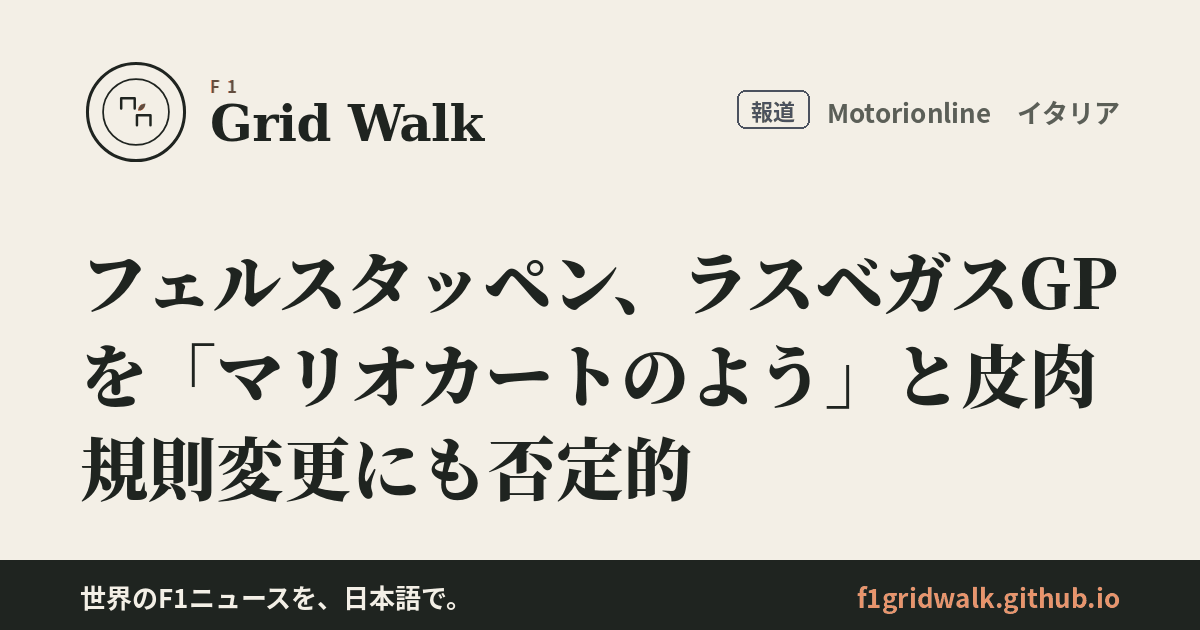 F1
Grid Walk
報道 Motorionline イタリア
フェルスタッペン、ラスベガスGP
を「マリオカートのよう」と皮肉
規則変更にも否定的
世界のF1ニュースを、日本語で。
f1gridwalk.github.io